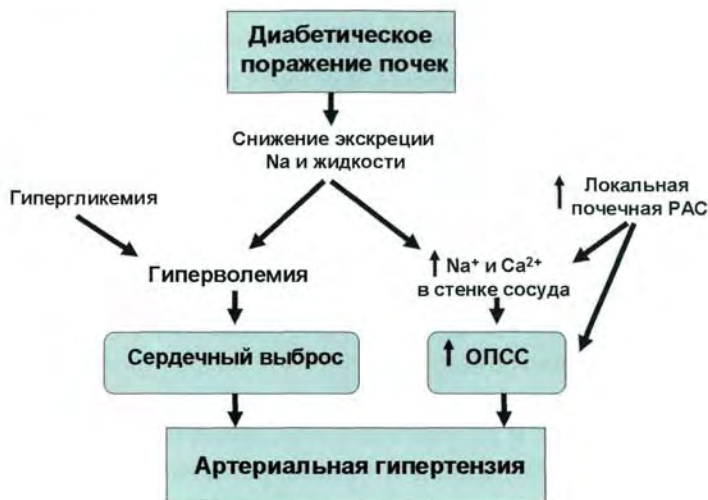 Диабетическое
поражение почек
Снижение экскреции
Na и жидкости
Гипергликемия
↑ Локальная
почечная РАС
Гиперволемия
↑ Na⁺ и Ca²⁺
в стенке сосуда
Сердечный выброс
↑ ОПСС
Артериальная гипертензия